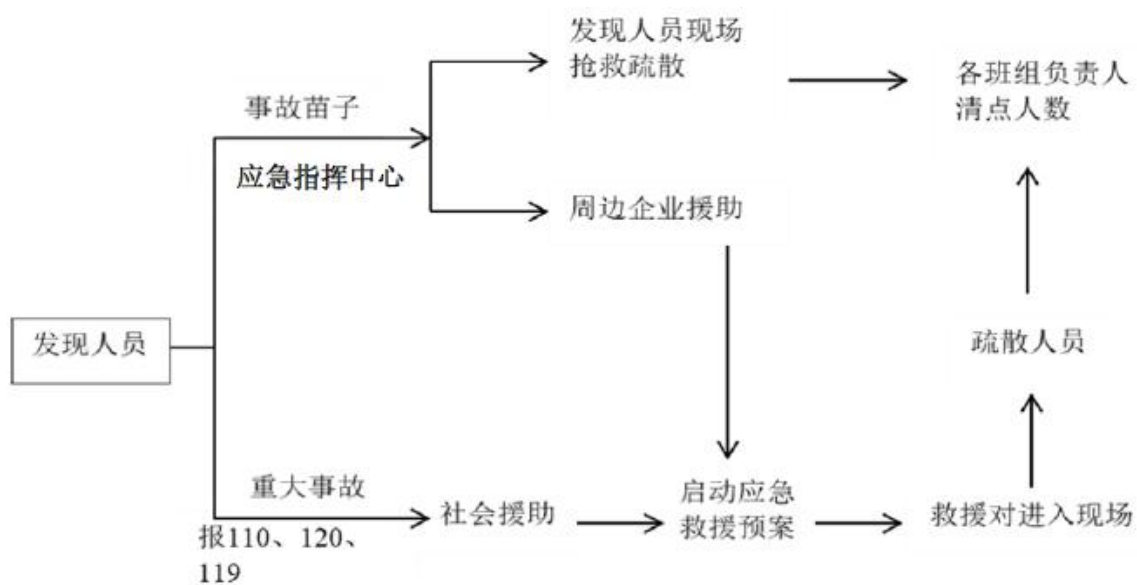 发现人员现场
抢救疏散
各班组负责人
清点人数
事故苗子
应急指挥中心
周边企业援助
发现人员
疏散人员
重大事故
报110、120、
119
社会援助
启动应急
救援预案
救援对进入现场